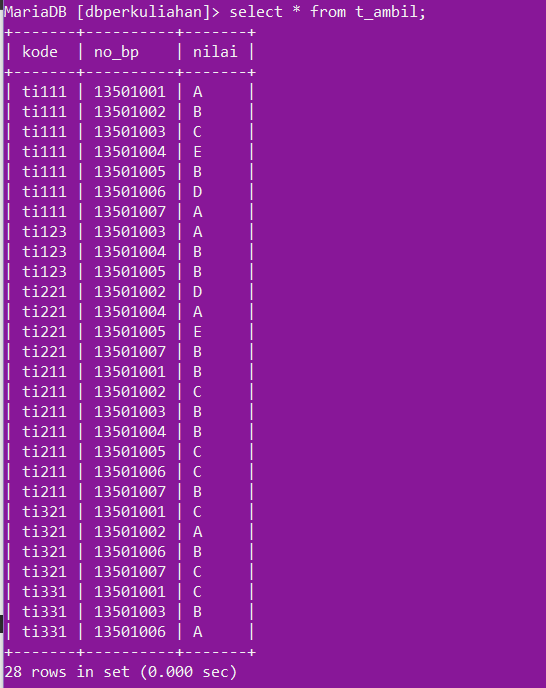 MariaDB [dbperkuliahan]> select * from t_ambil;
+-------+----------+-------+
| kode  | no_bp    | nilai |
+-------+----------+-------+
| ti111 | 13501001 | A     |
| ti111 | 13501002 | B     |
| ti111 | 13501003 | C     |
| ti111 | 13501004 | E     |
| ti111 | 13501005 | B     |
| ti111 | 13501006 | D     |
| ti111 | 13501007 | A     |
| ti123 | 13501003 | A     |
| ti123 | 13501004 | B     |
| ti123 | 13501005 | B     |
| ti221 | 13501002 | D     |
| ti221 | 13501004 | A     |
| ti221 | 13501005 | E     |
| ti221 | 13501007 | B     |
| ti211 | 13501001 | B     |
| ti211 | 13501002 | C     |
| ti211 | 13501003 | B     |
| ti211 | 13501004 | B     |
| ti211 | 13501005 | C     |
| ti211 | 13501006 | C     |
| ti211 | 13501007 | B     |
| ti321 | 13501001 | C     |
| ti321 | 13501002 | A     |
| ti321 | 13501006 | B     |
| ti321 | 13501007 | C     |
| ti331 | 13501001 | C     |
| ti331 | 13501003 | B     |
| ti331 | 13501006 | A     |
+-------+----------+-------+
28 rows in set (0.000 sec)